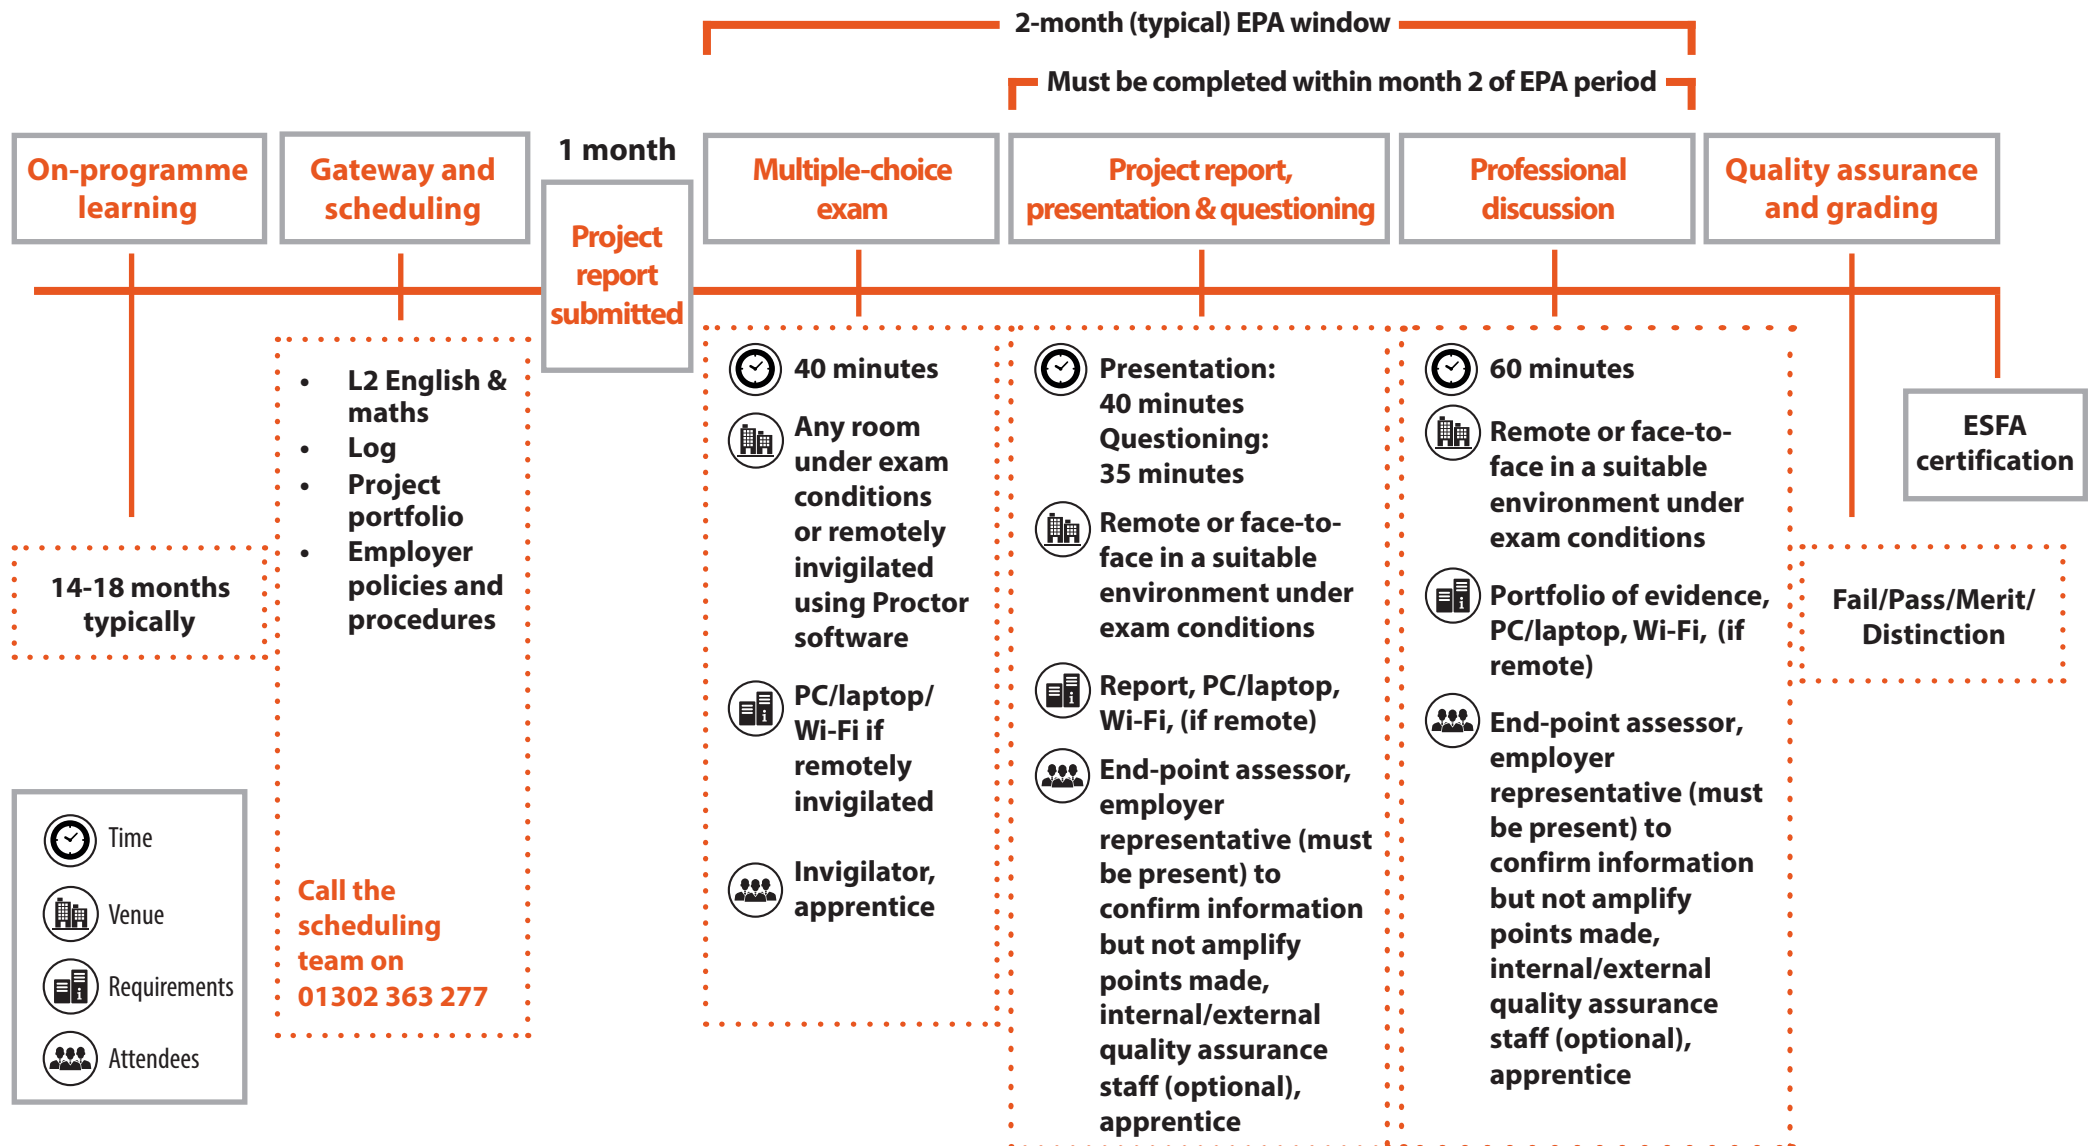 2-month (typical) EPA window
Must be completed within month 2 of EPA period
On-programme
learning
Gateway and
scheduling
1 month
Project
report
submitted
Multiple-choice
exam
Project report,
presentation & questioning
Professional
discussion
Quality assurance
and grading
14-18 months
typically
• L2 English &
maths
• Log
• Project
portfolio
• Employer
policies and
procedures
Call the
scheduling
team on
01302 363 277
40 minutes
Any room
under exam
conditions
or remotely
invigilated
using Proctor
software
PC/laptop/
Wi-Fi if
remotely
invigilated
Invigilator,
apprentice
Presentation:
40 minutes
Questioning:
35 minutes
Remote or face-to-
face in a suitable
environment under
exam conditions
Report, PC/laptop,
Wi-Fi, (if remote)
End-point assessor,
employer
representative (must
be present) to
confirm information
but not amplify
points made,
internal/external
quality assurance
staff (optional),
apprentice
60 minutes
Remote or face-to-
face in a suitable
environment under
exam conditions
Portfolio of evidence,
PC/laptop, Wi-Fi, (if
remote)
End-point assessor,
employer
representative (must
be present) to
confirm information
but not amplify
points made,
internal/external
quality assurance
staff (optional),
apprentice
Fail/Pass/Merit/
Distinction
ESFA
certification
Time
Venue
Requirements
Attendees